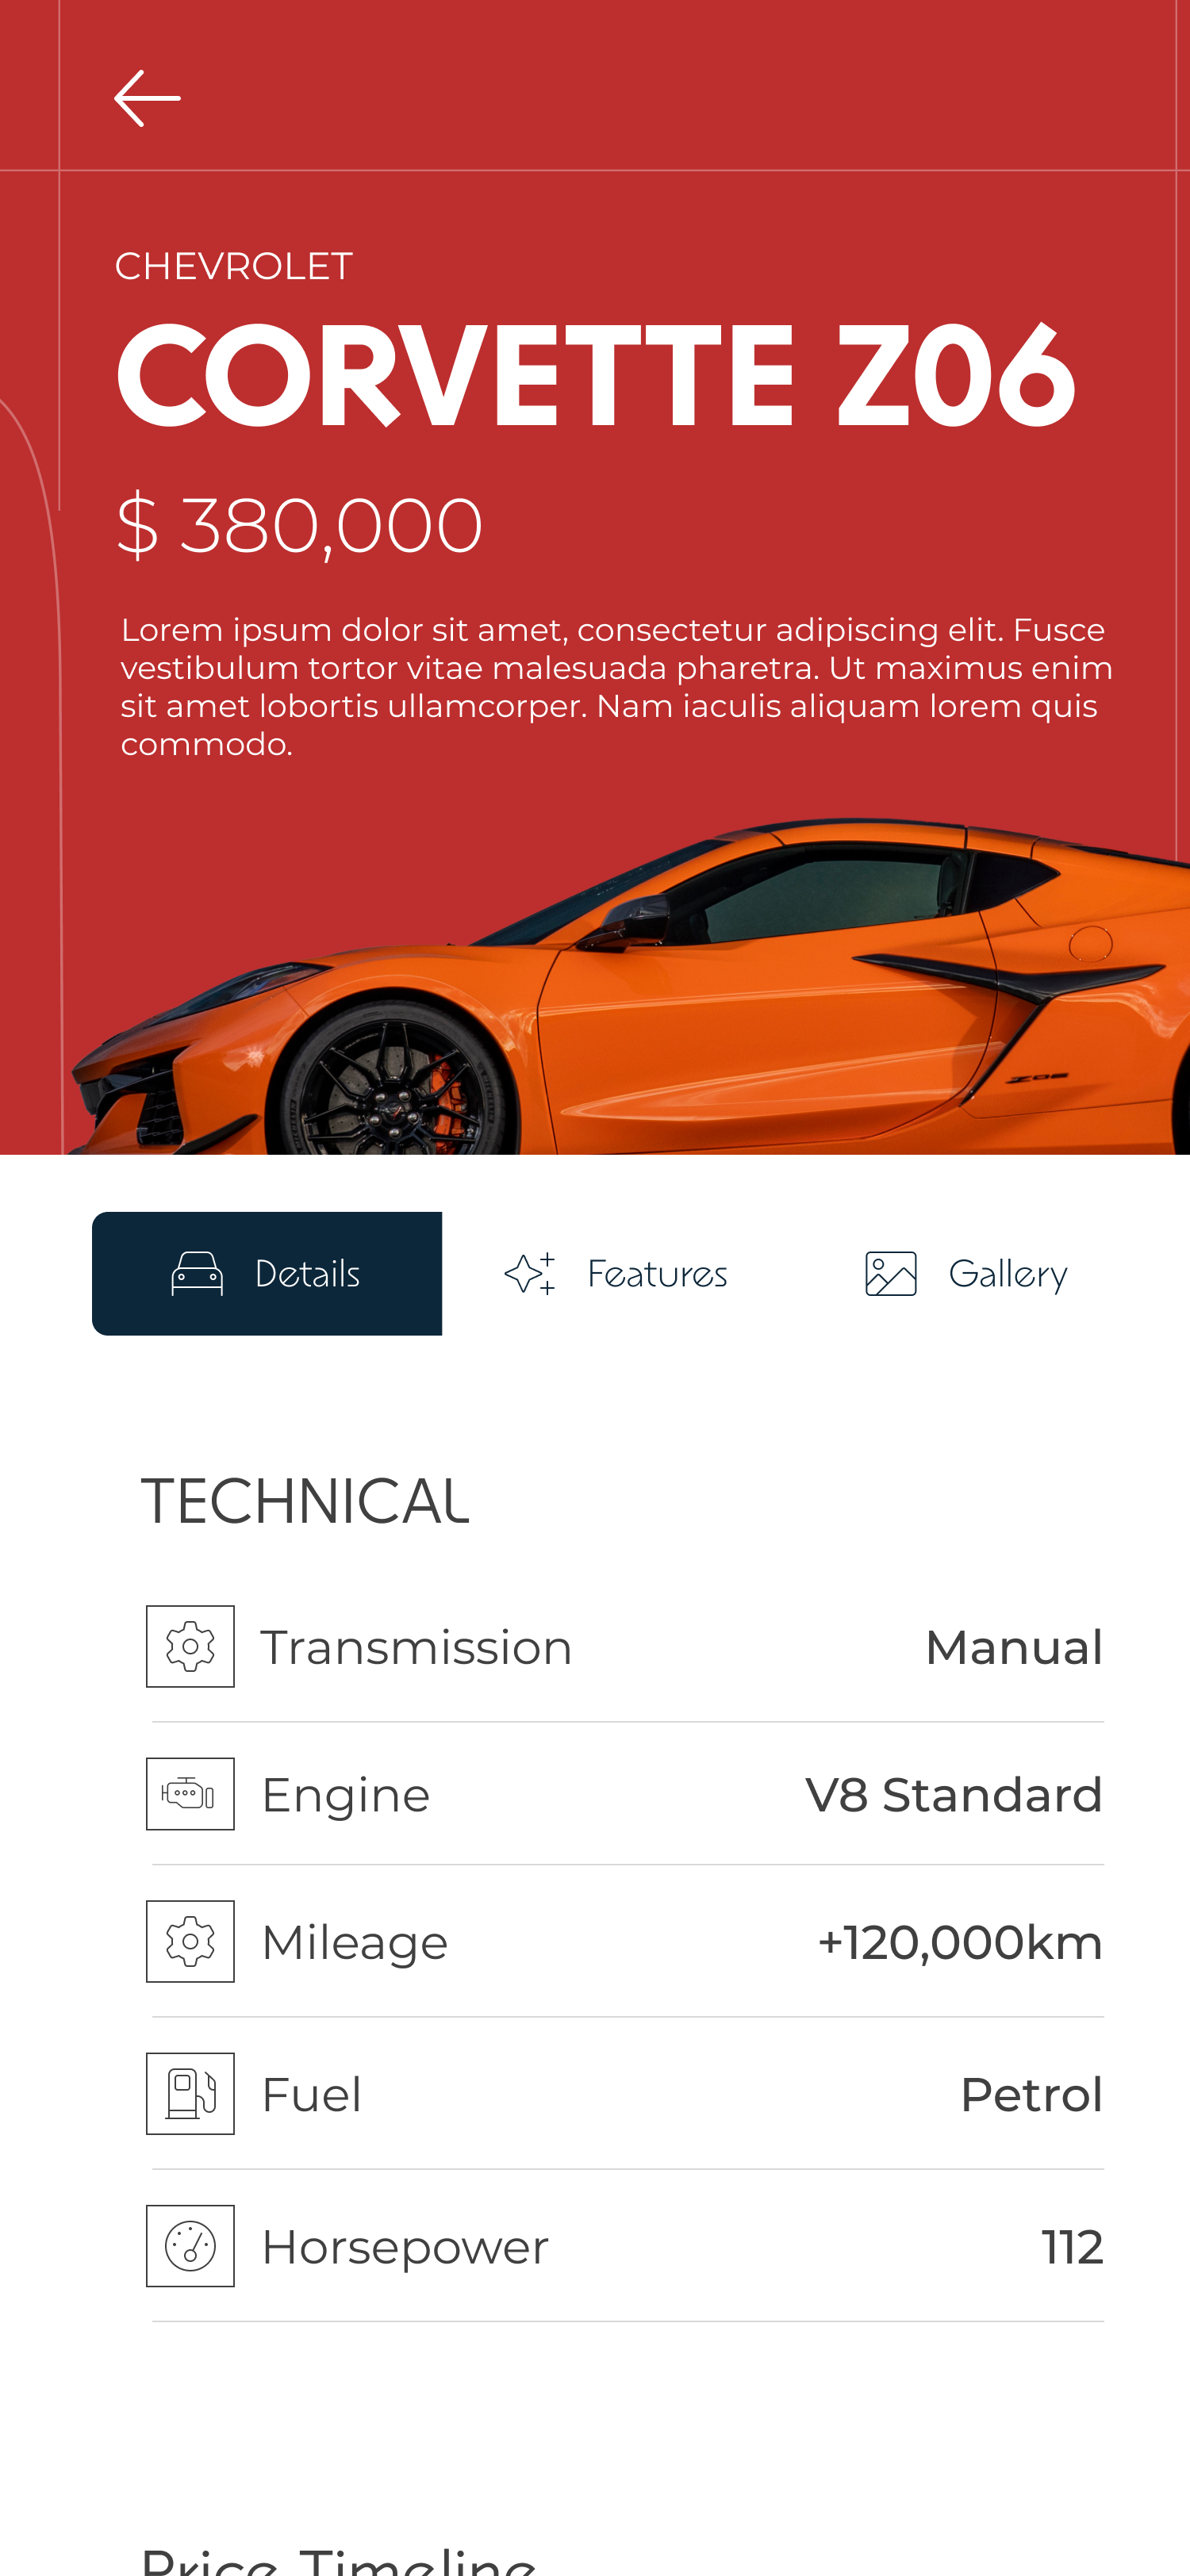 CHEVROLET
CORVETTE Z06
$ 380,000
Lorem ipsum dolor sit amet, consectetur adipiscing elit. Fusce
vestibulum tortor vitae malesuada pharetra. Ut maximus enim
sit amet lobortis ullamcorper. Nam iaculis aliquam lorem quis
commodo.
Z06
Details Features Gallery
TECHNICAL
Transmission Manual
Engine V8 Standard
Mileage +120,000km
Fuel Petrol
Horsepower 112
Price Timeline